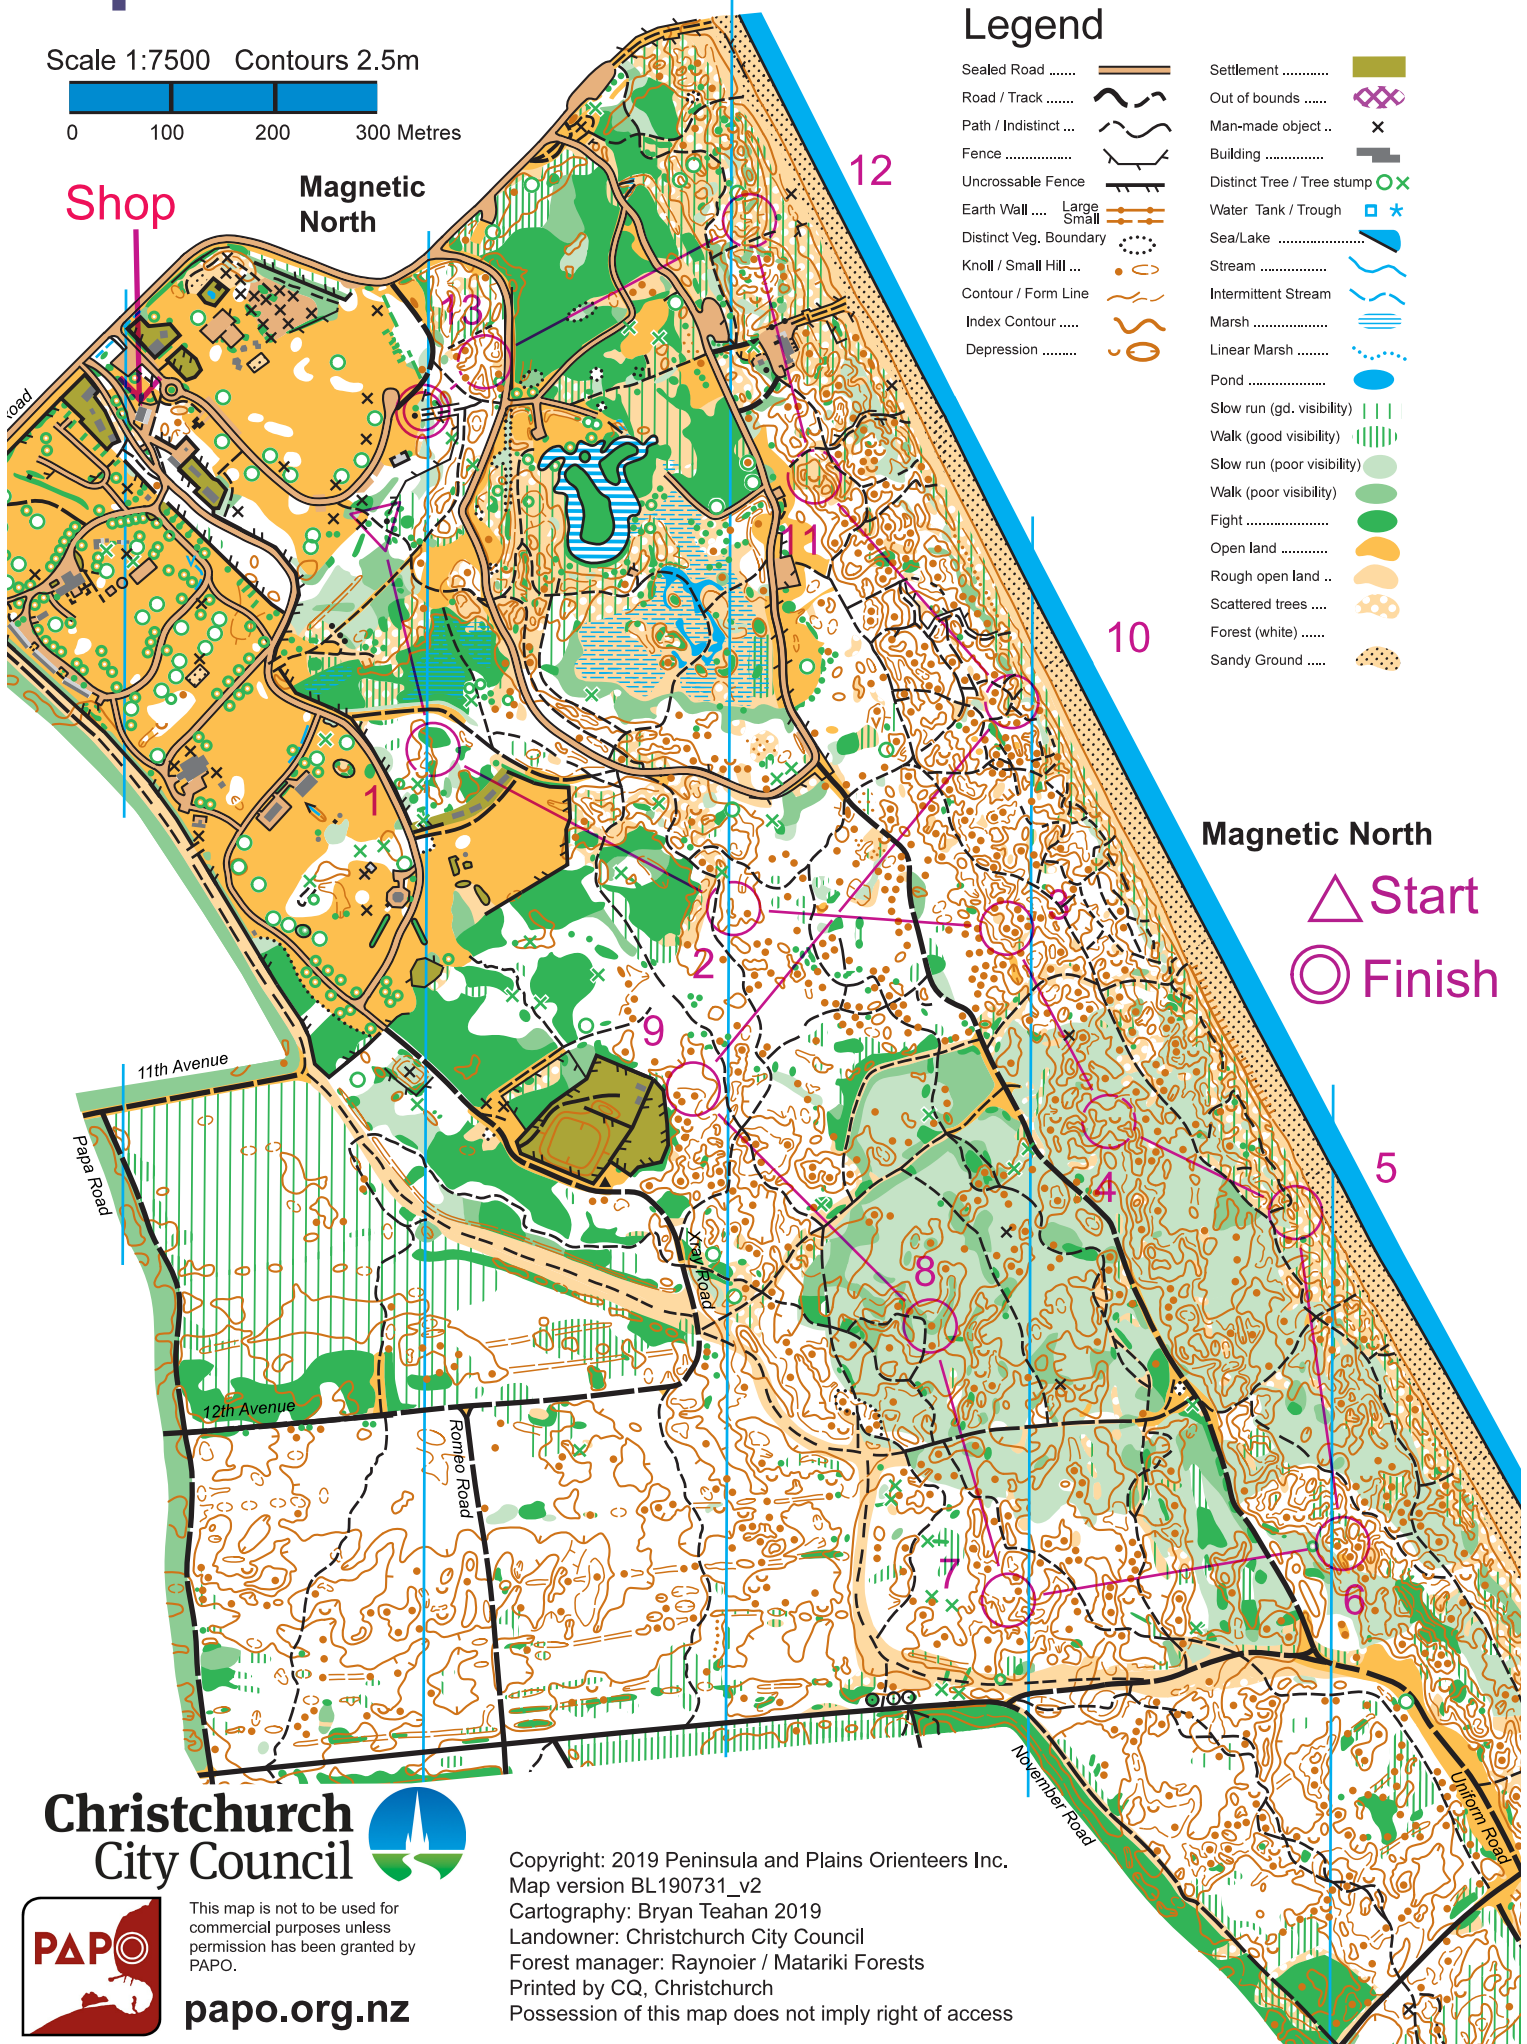 Scale 1:7500 Contours 2.5m
0 100 200 300 Metres
Shop
Magnetic
North
Legend
Sealed Road ......
Road / Track ......
Path / Indistinct ...
Fence ......................
Uncrossable Fence
Earth Wall .... Large
Small
Distinct Veg. Boundary
Knoll / Small Hill ...
Contour / Form Line
Index Contour ....
Depression ........
Settlement ...........
Out of bounds .....
Man-made object ..
Building ...............
Distinct Tree / Tree stump
Water Tank / Trough
Sea/Lake .....................
Stream ................
Intermittent Stream
Marsh ...................
Linear Marsh ......
Pond .....................
Slow run (gd. visibility)
Walk (good visibility)
Slow run (poor visibility)
Walk (poor visibility)
Fight .....................
Open land ...........
Rough open land ..
Scattered trees ....
Forest (white) .....
Sandy Ground ....
12
13
11
10
1
Magnetic North
Start
Finish
3
2
9
4
5
8
7
6
11th Avenue
Papa Road
Xray Road
12th Avenue
Romeo Road
November Road
Uniform Road
Christchurch
City Council
PAPO
This map is not to be used for
commercial purposes unless
permission has been granted by
PAPO.
papo.org.nz
Copyright: 2019 Peninsula and Plains Orienteers Inc.
Map version BL190731_v2
Cartography: Bryan Teahan 2019
Landowner: Christchurch City Council
Forest manager: Raynoier / Matariki Forests
Printed by CQ, Christchurch
Possession of this map does not imply right of access